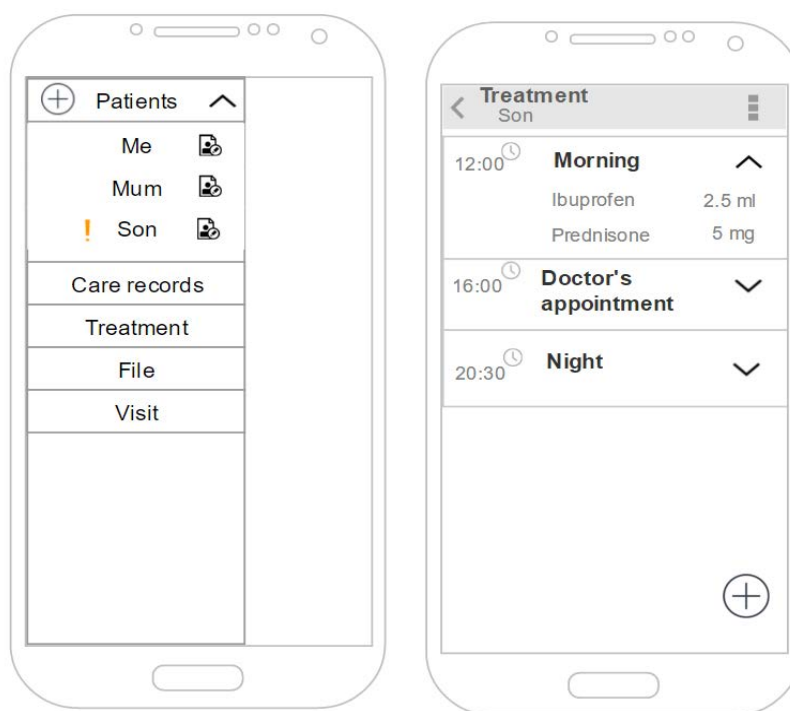 Patients
Me
Mum
! Son
Care records
Treatment
File
Visit
Treatment
Son
12:00 Morning
Ibuprofen 2.5 ml
Prednisone 5 mg
16:00 Doctor's
appointment
20:30 Night